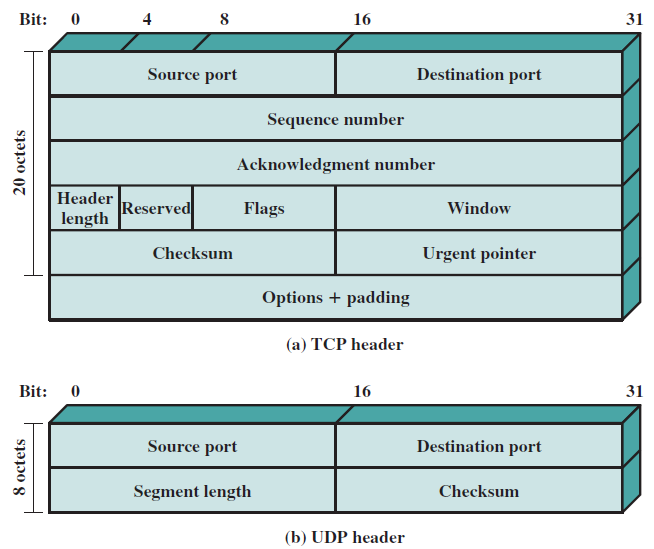 Bit: 0 4 8 16 31
Source port Destination port
Sequence number
20 octets
Acknowledgment number
Header length Reserved Flags Window
Checksum Urgent pointer
Options + padding
(a) TCP header
Bit: 0 16 31
8 octets
Source port Destination port
Segment length Checksum
(b) UDP header